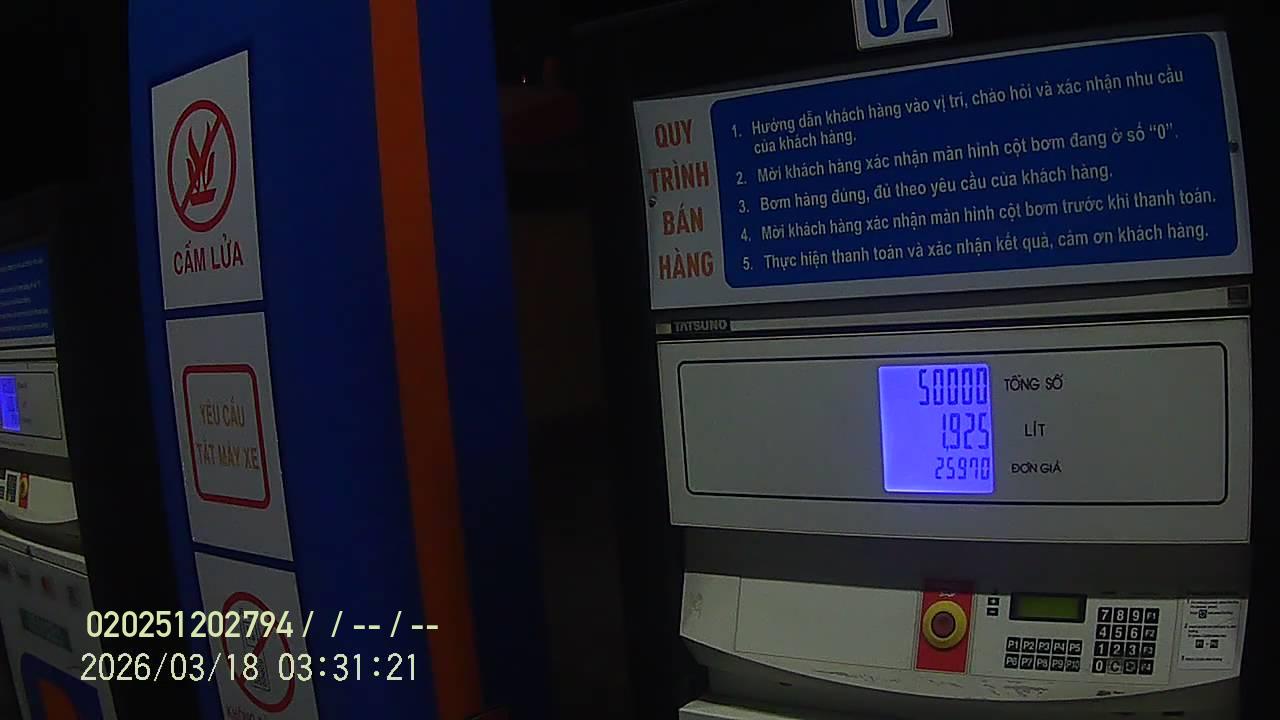 02
QUY
TRÌNH
BÁN
HÀNG
1. Hướng dẫn khách hàng vào vị trí, chào hỏi và xác nhận nhu cầu
của khách hàng.
2. Mời khách hàng xác nhận màn hình cột bơm đang ở số “0”.
3. Bơm hàng đúng, đủ theo yêu cầu của khách hàng.
4. Mời khách hàng xác nhận màn hình cột bơm trước khi thanh toán.
5. Thực hiện thanh toán và xác nhận kết quả, cảm ơn khách hàng.
CẤM LỬA
TATSUNO
YÊU CẦU
TẮT MÁY XE
50000 TỔNG SỐ
1,925 LÍT
25970 ĐƠN GIÁ
7 8 9 F1
4 5 6 F2
1 2 3 F3
0 C F4
P1 P2 P3 P4 P5
P6 P7 P8 P9 P10
020251202794 / / -- / --
2026/03/18 03:31:21